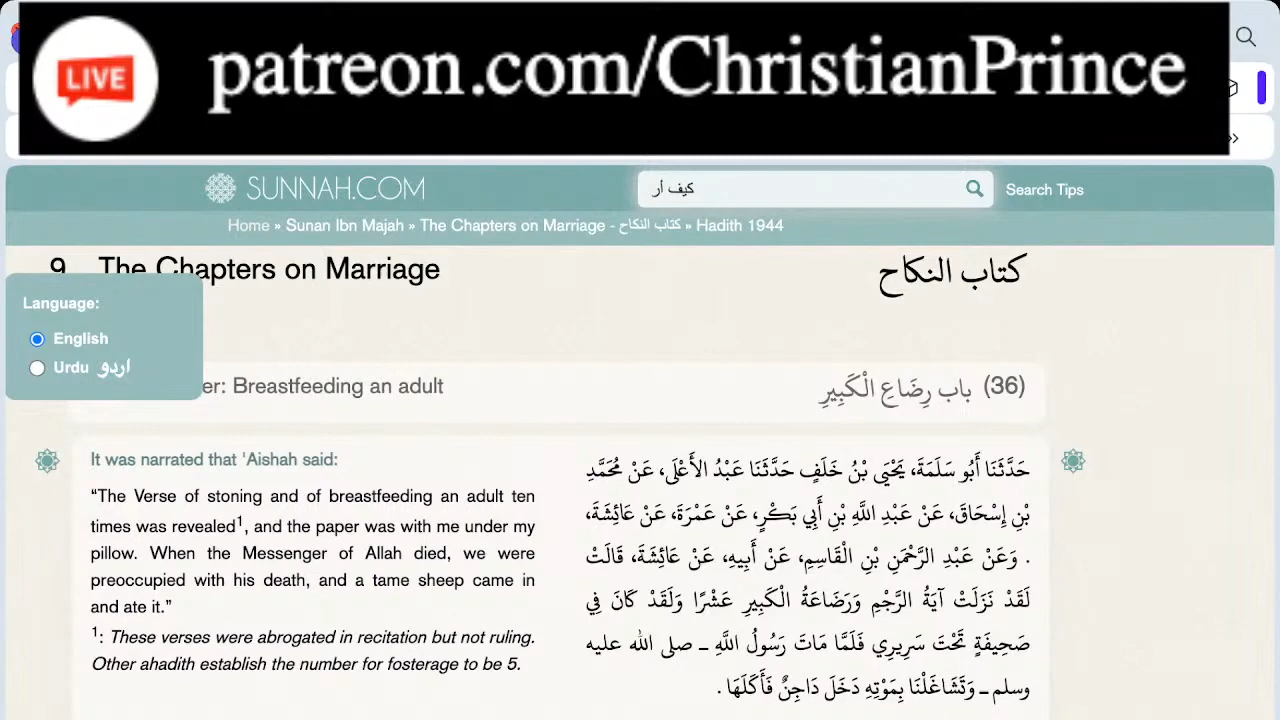 LIVE
patreon.com/ChristianPrince
SUNNAH.COM
كيف أر
Search Tips
Home » Sunan Ibn Majah » The Chapters on Marriage - كتاب النكاح » Hadith 1944
9 The Chapters on Marriage
كتاب النكاح
Language:
English
Urdu اردو
er: Breastfeeding an adult
(36) باب رِضَاعِ الْكَبِيرِ
It was narrated that 'Aishah said:
“The Verse of stoning and of breastfeeding an adult ten
times was revealed¹, and the paper was with me under my
pillow. When the Messenger of Allah died, we were
preoccupied with his death, and a tame sheep came in
and ate it.”
¹: These verses were abrogated in recitation but not ruling.
Other ahadith establish the number for fosterage to be 5.
حَدَّثَنَا أَبُو سَلَمَةَ، يَحْيَى بْنُ خَلَفٍ حَدَّثَنَا عَبْدُ الأَعْلَى، عَنْ مُحَمَّدِ
بْنِ إِسْحَاقَ، عَنْ عَبْدِ اللَّهِ بْنِ أَبِي بَكْرٍ، عَنْ عَمْرَةَ، عَنْ عَائِشَةَ،
. وَعَنْ عَبْدِ الرَّحْمَنِ بْنِ الْقَاسِمِ، عَنْ أَبِيهِ، عَنْ عَائِشَةَ، قَالَتْ
لَقَدْ نَزَلَتْ آيَةُ الرَّجْمِ وَرَضَاعَةُ الْكَبِيرِ عَشْرًا وَلَقَدْ كَانَ فِي
صَحِيفَةٍ تَحْتَ سَرِيرِي فَلَمَّا مَاتَ رَسُولُ اللَّهِ ـ صلى الله عليه
وسلم ـ وَتَشَاغَلْنَا بِمَوْتِهِ دَخَلَ دَاجِنٌ فَأَكَلَهَا .